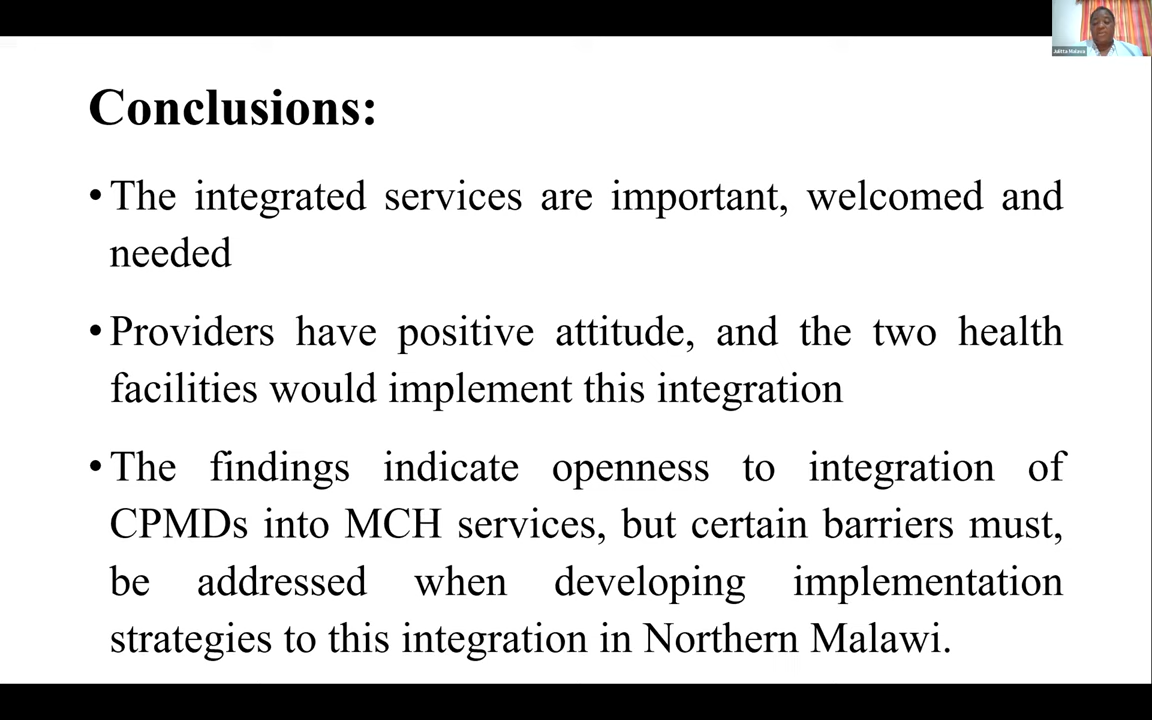 Juliana Malava
Conclusions:
• The integrated services are important, welcomed and
needed
• Providers have positive attitude, and the two health
facilities would implement this integration
• The findings indicate openness to integration of
CPMDs into MCH services, but certain barriers must,
be addressed when developing implementation
strategies to this integration in Northern Malawi.